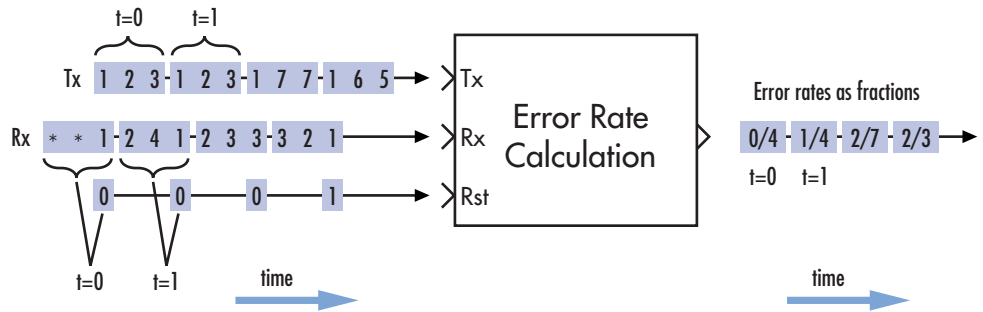 t=0 t=1
Tx 1 2 3 1 2 3 1 7 7 1 6 5
Tx
Error rates as fractions
Rx * * 1 2 4 1 2 3 3 3 2 1
Rx
Error Rate
Calculation
0/4 1/4 2/7 2/3
t=0 t=1
0 0 0 1
Rst
t=0 t=1
time
time